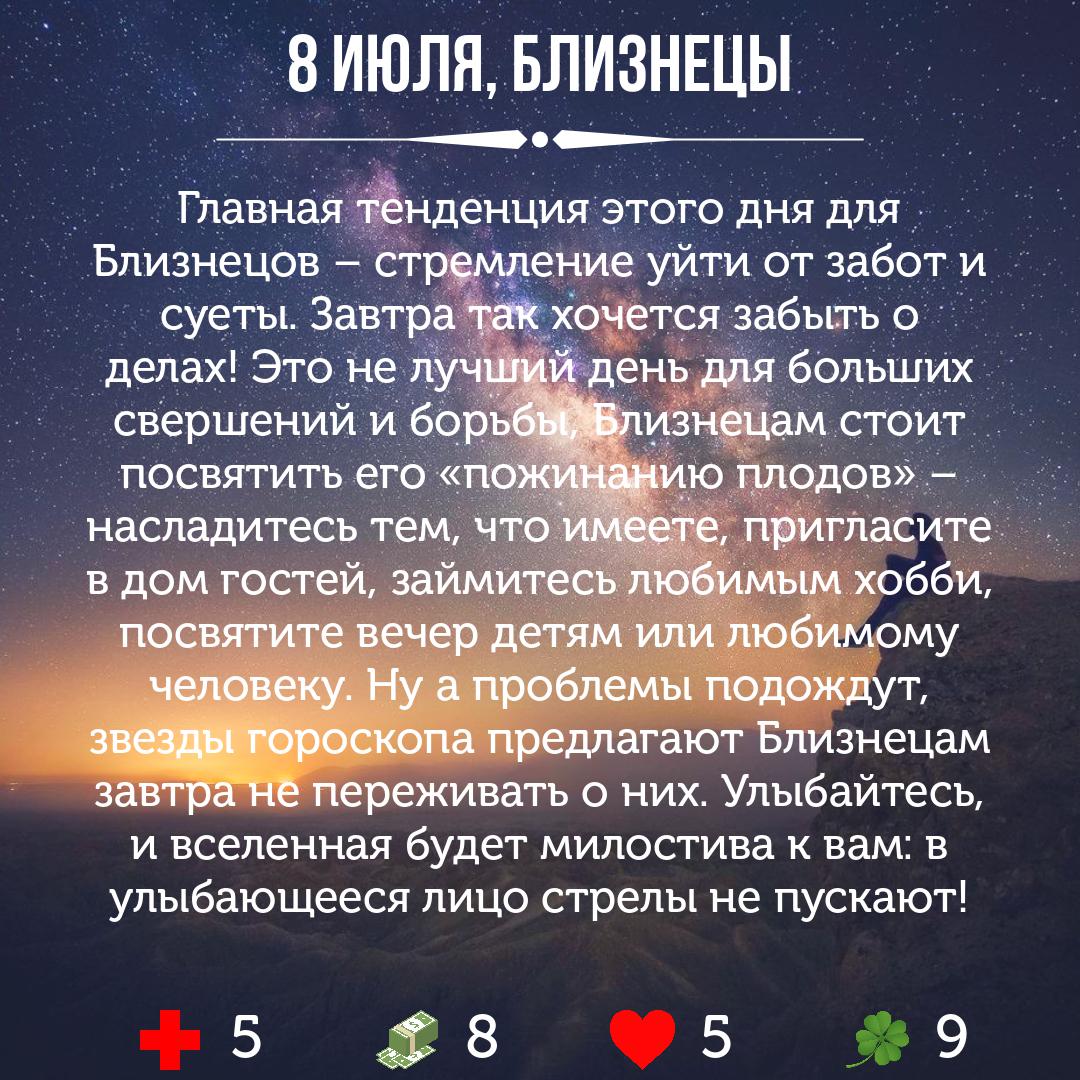 8 ИЮЛЯ, БЛИЗНЕЦЫ
Главная тенденция этого дня для
Близнецов – стремление уйти от забот и
суеты. Завтра так хочется забыть о
делах! Это не лучший день для больших
свершений и борьбы, Близнецам стоит
посвятить его «пожинанию плодов» –
насладитесь тем, что имеете, пригласите
в дом гостей, займитесь любимым хобби,
посвятите вечер детям или любимому
человеку. Ну а проблемы подождут,
звезды гороскопа предлагают Близнецам
завтра не переживать о них. Улыбайтесь,
и вселенная будет милостива к вам: в
улыбающееся лицо стрелы не пускают!
5 8 5 9